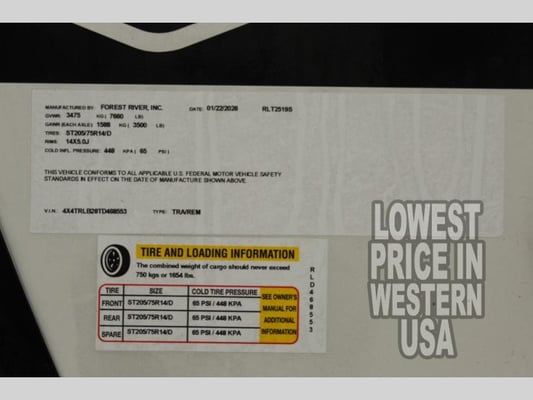 MANUFACTURED BY: FOREST RIVER, INC. DATE: 01/22/2026 RLT2519S
GVWR: 3475 KG (7660 LB)
GAWR (EACH AXLE) 1588 KG (3500 LB)
TIRES: ST205/75R14/D
RIMS: 14X5.0J
COLD INFL. PRESSURE: 448 KPA ( 65 PSI )
THIS VEHICLE CONFORMS TO ALL APPLICABLE U.S. FEDERAL MOTOR VEHICLE SAFETY
STANDARDS IN EFFECT ON THE DATE OF MANUFACTURE SHOWN ABOVE.
V.I.N.: 4X4TRLB28TD468553 TYPE: TRA/REM
TIRE AND LOADING INFORMATION
The combined weight of cargo should never exceed
750 kgs or 1654 lbs.
TIRE SIZE COLD TIRE PRESSURE
FRONT ST205/75R14/D 65 PSI / 448 KPA
REAR ST205/75R14/D 65 PSI / 448 KPA
SPARE ST205/75R14/D 65 PSI / 448 KPA
SEE OWNER'S
MANUAL FOR
ADDITIONAL
INFORMATION
RLD468553
LOWEST
PRICE IN
WESTERN
USA